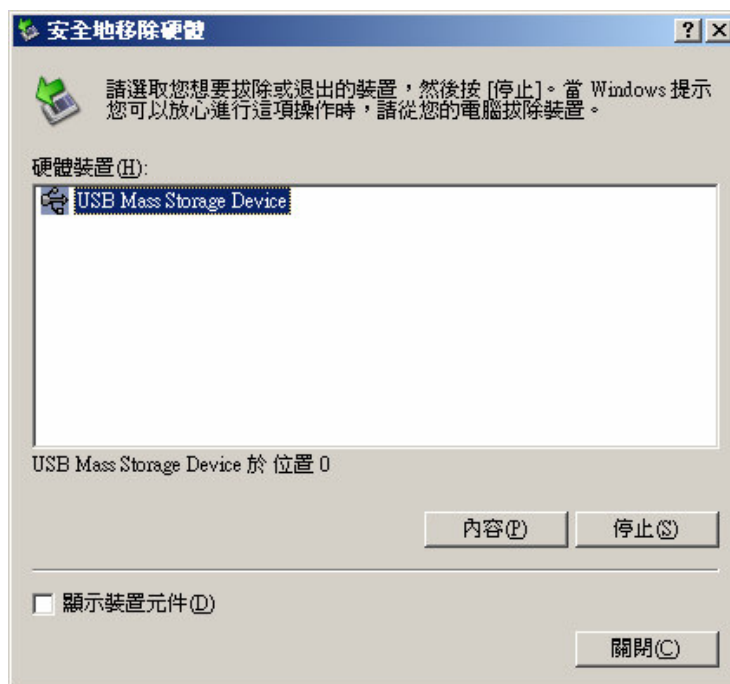 安全地移除硬體
請選取您想要拔除或退出的裝置，然後按 [停止]。當 Windows 提示
您可以放心進行這項操作時，請從您的電腦拔除裝置。
硬體裝置(H):
USB Mass Storage Device
USB Mass Storage Device 於 位置 0
內容(P) 停止(S)
顯示裝置元件(D)
關閉(C)